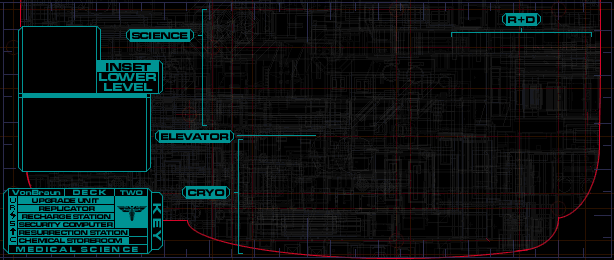 SCIENCE
R+D
INSET
LOWER
LEVEL
ELEVATOR
CRYO
VonBraun DECK TWO
UPGRADE UNIT
REPLICATOR
RECHARGE STATION
SECURITY COMPUTER
RESURRECTION STATION
CHEMICAL STOREROOM
MEDICAL SCIENCE
KEY